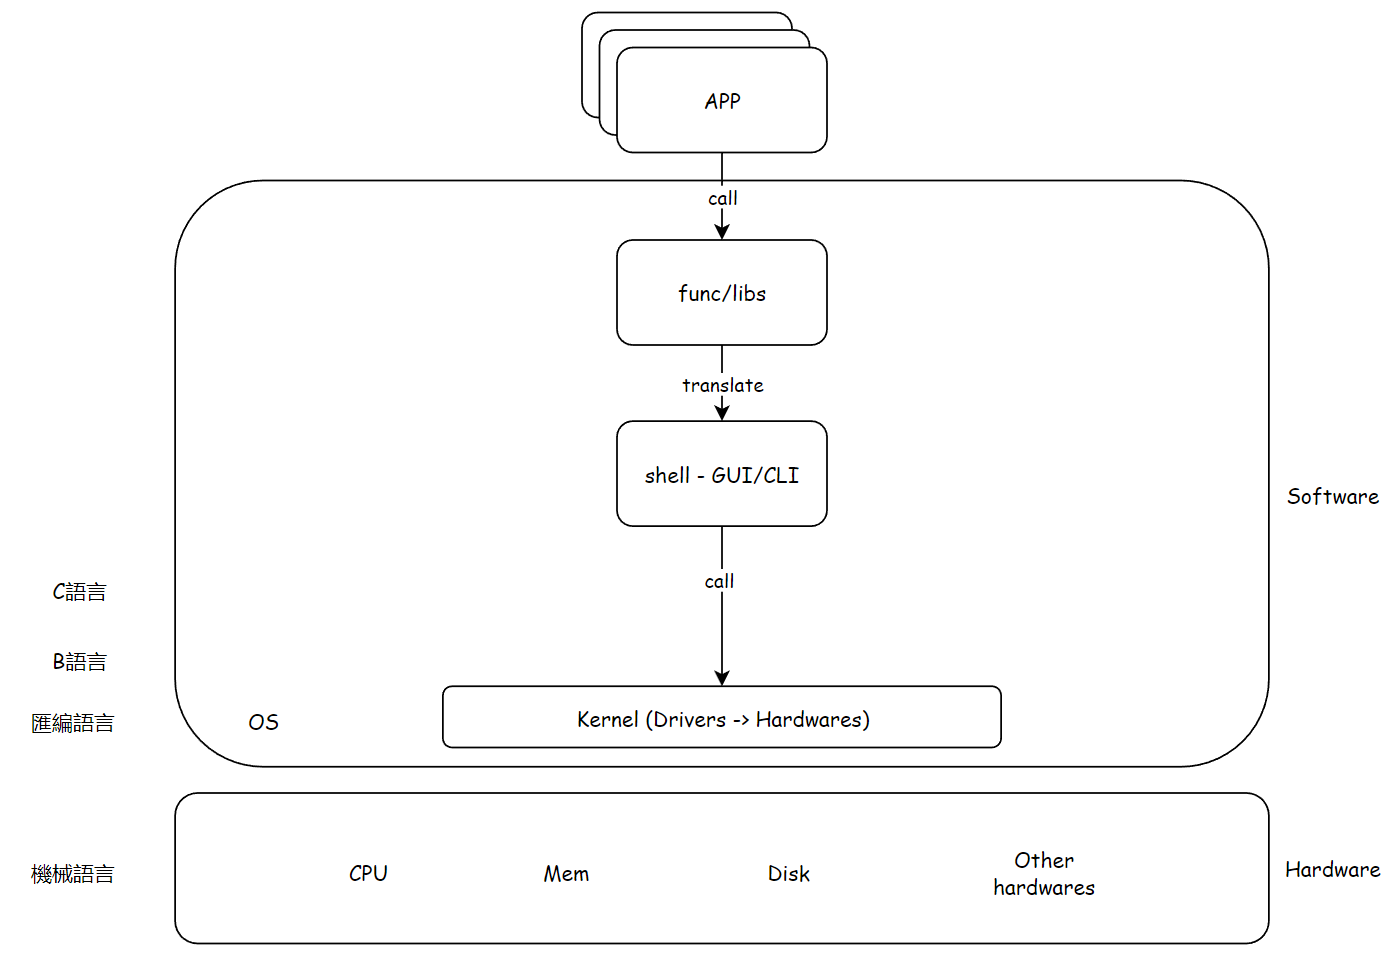 APP
call
func/libs
translate
shell - GUI/CLI
Software
call
C語言
B語言
匯編語言
OS
Kernel (Drivers -> Hardwares)
機械語言
CPU
Mem
Disk
Other
hardwares
Hardware